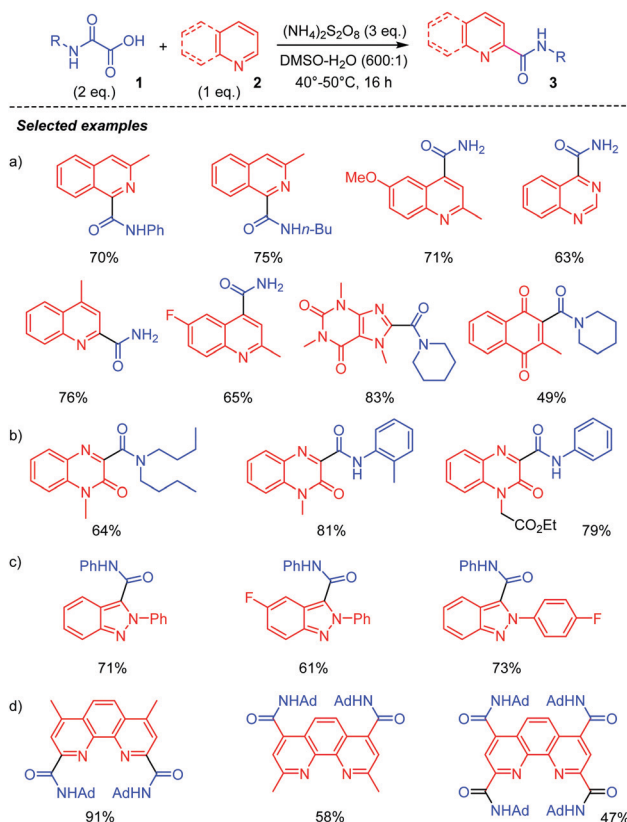 R N H O O OH 1 (2 eq.)
+
N 2 (1 eq.)
(NH4)2S2O8 (3 eq.)
DMSO-H2O (600:1)
40°-50°C, 16 h
N O H N R 3
Selected examples
a)
N O NHPh
N O NHn-Bu
O NH2 MeO N
O NH2 N N
70% 75% 71% 63%
N O NH2
F O NH2 N
O N N N N O O N
O O O N
76% 65% 83% 49%
b)
N O N N O
N O N H N O
N O N H N O CO2Et
64% 81% 79%
c)
PhHN O N N Ph
PhHN O F N N Ph
PhHN O N N F
71% 61% 73%
d)
N N O O NHAd AdHN
NHAd AdHN O O N N
NHAd AdHN O O N N O O NHAd AdHN
91% 58% 47%